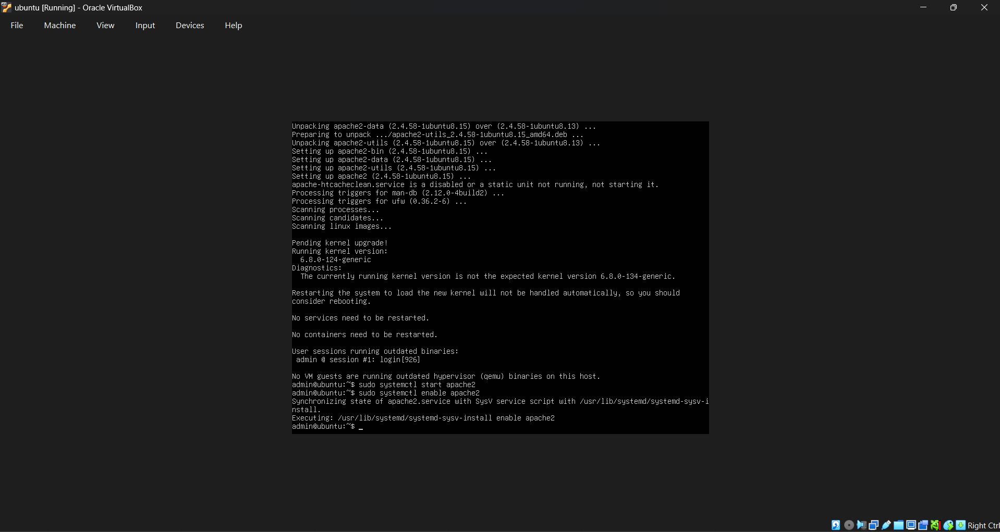 ubuntu [Running] - Oracle VirtualBox
File Machine View Input Devices Help
Unpacking apache2-data (2.4.58-1ubuntu8.15) over (2.4.58-1ubuntu8.13) ...
Preparing to unpack .../apache2-utils_2.4.58-1ubuntu8.15_amd64.deb ...
Unpacking apache2-utils (2.4.58-1ubuntu8.15) over (2.4.58-1ubuntu8.13) ...
Setting up apache2-bin (2.4.58-1ubuntu8.15) ...
Setting up apache2-data (2.4.58-1ubuntu8.15) ...
Setting up apache2-utils (2.4.58-1ubuntu8.15) ...
Setting up apache2 (2.4.58-1ubuntu8.15) ...
apache-htcacheclean.service is a disabled or a static unit not running, not starting it.
Processing triggers for man-db (2.12.0-4build2) ...
Processing triggers for ufw (0.36.2-6) ...
Scanning processes...
Scanning candidates...
Scanning linux images...
Pending kernel upgrade!
Running kernel version:
6.8.0-124-generic
Diagnostics:
The currently running kernel version is not the expected kernel version 6.8.0-134-generic.
Restarting the system to load the new kernel will not be handled automatically, so you should
consider rebooting.
No services need to be restarted.
No containers need to be restarted.
User sessions running outdated binaries:
admin @ session #1: login[926]
No VM guests are running outdated hypervisor (qemu) binaries on this host.
admin@ubuntu:~$ sudo systemctl start apache2
admin@ubuntu:~$ sudo systemctl enable apache2
Synchronizing state of apache2.service with SysV service script with /usr/lib/systemd/systemd-sysv-i
nstall.
Executing: /usr/lib/systemd/systemd-sysv-install enable apache2
admin@ubuntu:~$ _
Right Ctrl